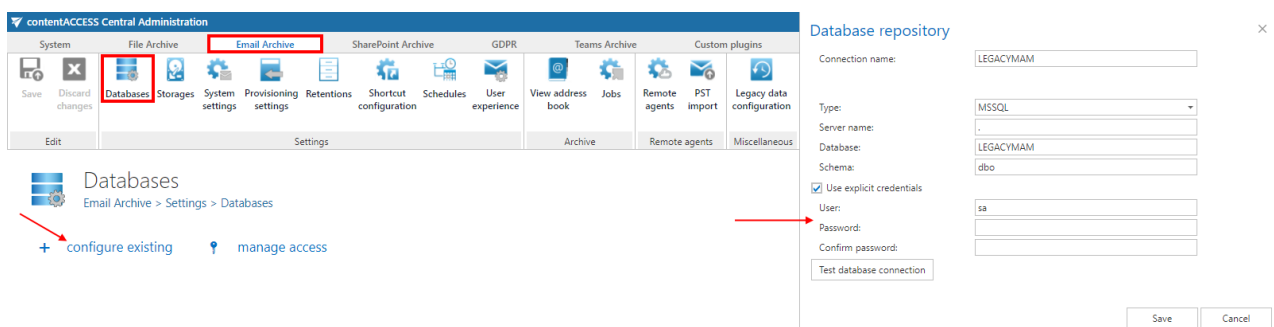 contentACCESS Central Administration
System File Archive Email Archive SharePoint Archive GDPR Teams Archive Custom plugins
Save Discard changes Databases Storages System settings Provisioning settings Retentions Shortcut configuration Schedules User experience View address book Jobs Remote agents PST import Legacy data configuration
Edit Settings Archive Remote agents Miscellaneous
Databases
Email Archive > Settings > Databases
+ configure existing manage access
Database repository ×
Connection name: LEGACYMAM
Type: MSSQL
Server name: .
Database: LEGACYMAM
Schema: dbo
Use explicit credentials
User: sa
Password:
Confirm password:
Test database connection
Save Cancel